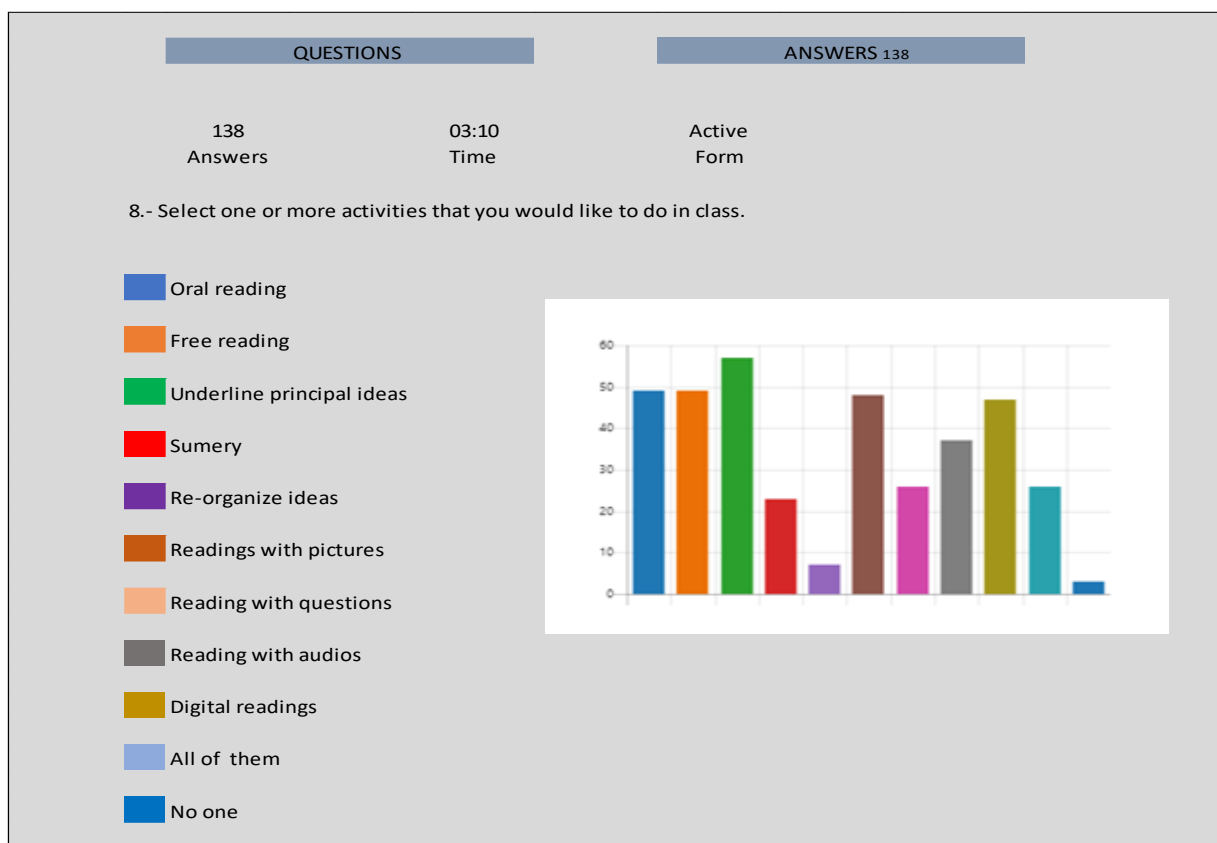 QUESTIONS ANSWERS 138
138 03:10 Active
Answers Time Form
8.- Select one or more activities that you would like to do in class.
Oral reading
Free reading
Underline principal ideas
Sumery
Re-organize ideas
Readings with pictures
Reading with questions
Reading with audios
Digital readings
All of them
No one
60
50
40
30
20
10
0